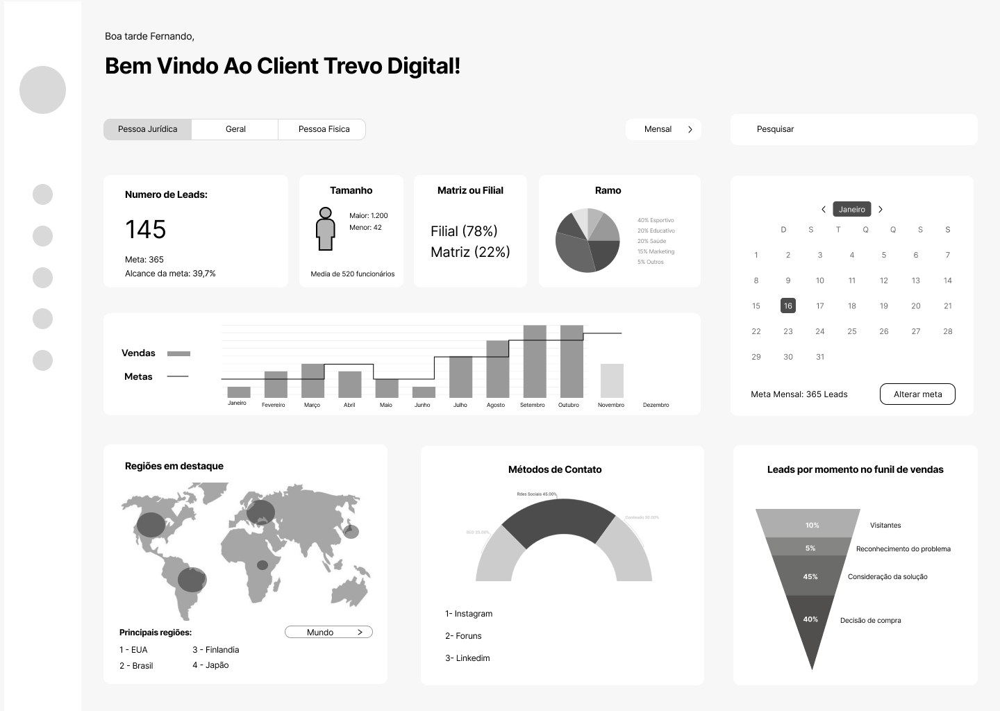 Boa tarde Fernando,
Bem Vindo Ao Client Trevo Digital!
Pessoa Jurídica
Geral
Pessoa Fisica
Mensal
Pesquisar
Numero de Leads:
145
Meta: 365
Alcance da meta: 39,7%
Tamanho
Maior: 1.200
Menor: 42
Media de 520 funcionários
Matriz ou Filial
Filial (78%)
Matriz (22%)
Ramo
40% Esportivo
20% Educativo
20% Saúde
15% Marketing
5% Outros
Janeiro
D S T Q Q S S
1 2 3 4 5 6 7
8 9 10 11 12 13 14
15 16 17 18 19 20 21
22 23 24 25 26 27 28
29 30 31
Meta Mensal: 365 Leads
Alterar meta
Vendas
Metas
Janeiro Fevereiro Março Abril Maio Junho Julho Agosto Setembro Outubro Novembro Dezembro
Regiões em destaque
Principais regiões:
Mundo
1 - EUA
2 - Brasil
3 - Finlandia
4 - Japão
Métodos de Contato
Rdes Sociais 45.00%
Conteudo 30.00%
SEO 25.00%
1- Instagram
2- Foruns
3- Linkedim
Leads por momento no funil de vendas
10% Visitantes
5% Reconhecimento do problema
45% Consideração da solução
40% Decisão de compra